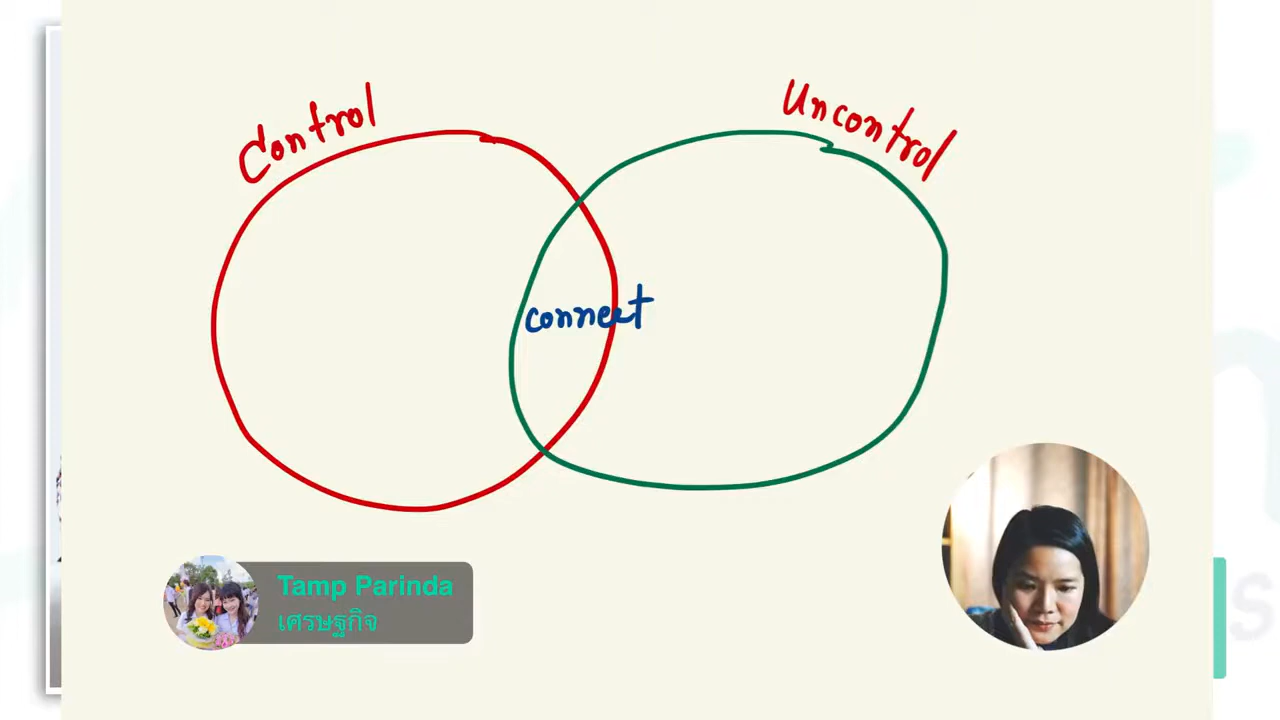 Control
Uncontrol
connect
Tamp Parinda
เศรษฐกิจ